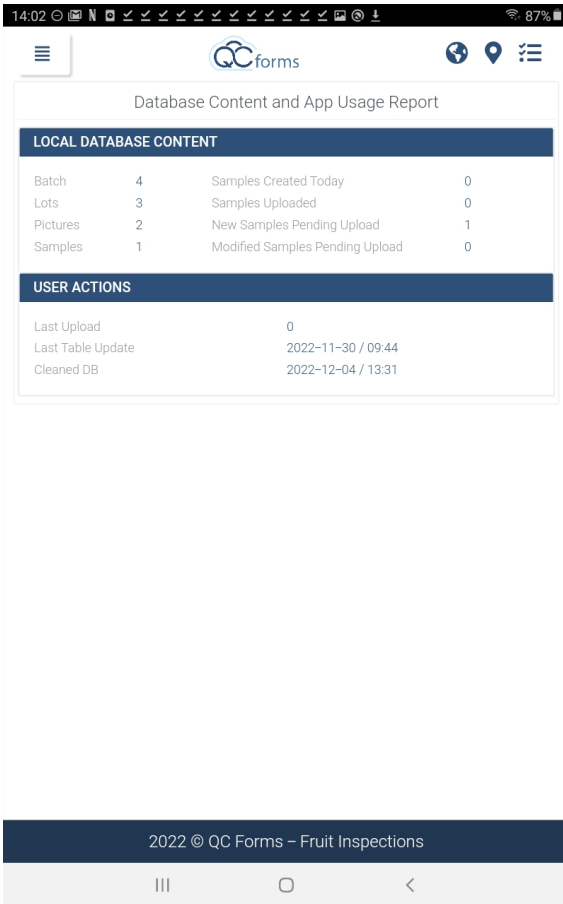 14:02 87%
QC forms
Database Content and App Usage Report
LOCAL DATABASE CONTENT
Batch 4 Samples Created Today 0
Lots 3 Samples Uploaded 0
Pictures 2 New Samples Pending Upload 1
Samples 1 Modified Samples Pending Upload 0
USER ACTIONS
Last Upload 0
Last Table Update 2022-11-30 / 09:44
Cleaned DB 2022-12-04 / 13:31
2022 © QC Forms – Fruit Inspections